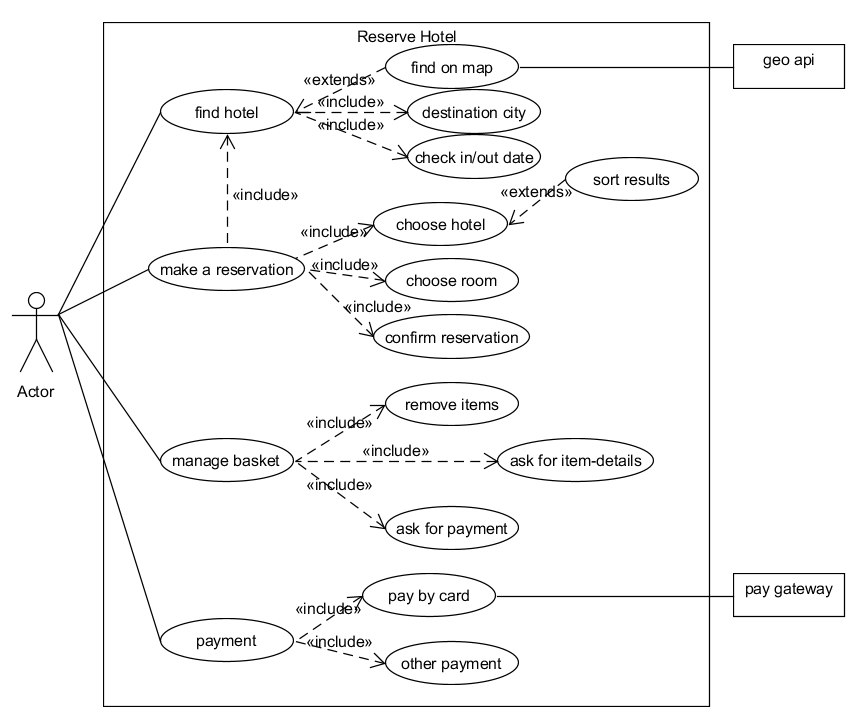 Reserve Hotel
find on map
geo api
«extends»
find hotel
«include»
destination city
«include»
check in/out date
sort results
«extends»
«include»
choose hotel
«include»
make a reservation
«include»
choose room
«include»
confirm reservation
Actor
remove items
«include»
manage basket
«include»
ask for item-details
«include»
ask for payment
pay by card
pay gateway
«include»
payment
«include»
other payment